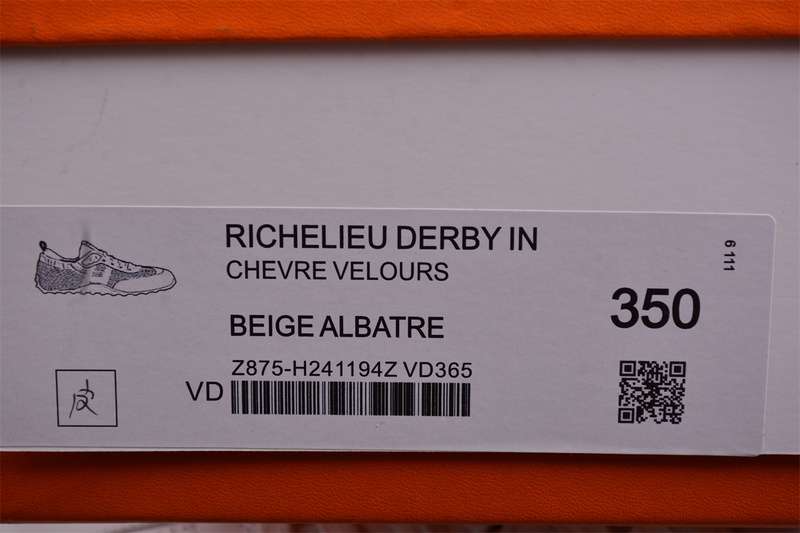 RICHELIEU DERBY IN
CHEVRE VELOURS
BEIGE ALBATRE
350
6 111
Z875-H241194Z VD365
VD
皮